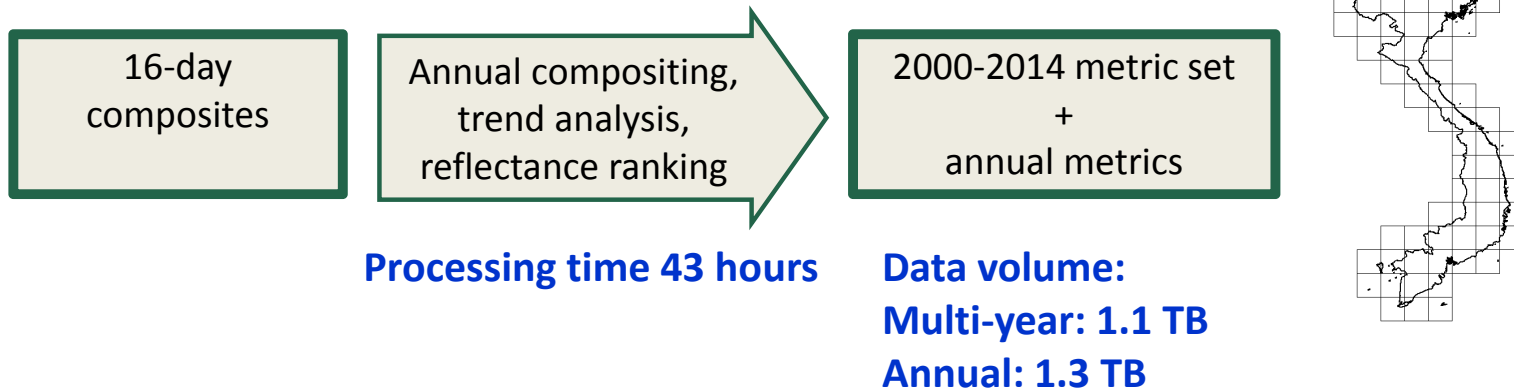 16-day
composites
Annual compositing,
trend analysis,
reflectance ranking
2000-2014 metric set
+
annual metrics
Processing time 43 hours
Data volume:
Multi-year: 1.1 TB
Annual: 1.3 TB